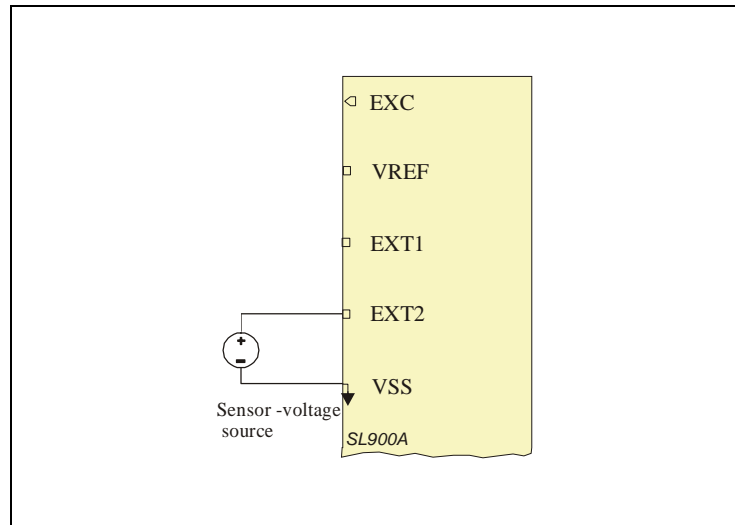 EXC
VREF
EXT1
EXT2
VSS
Sensor -voltage
source
SL900A